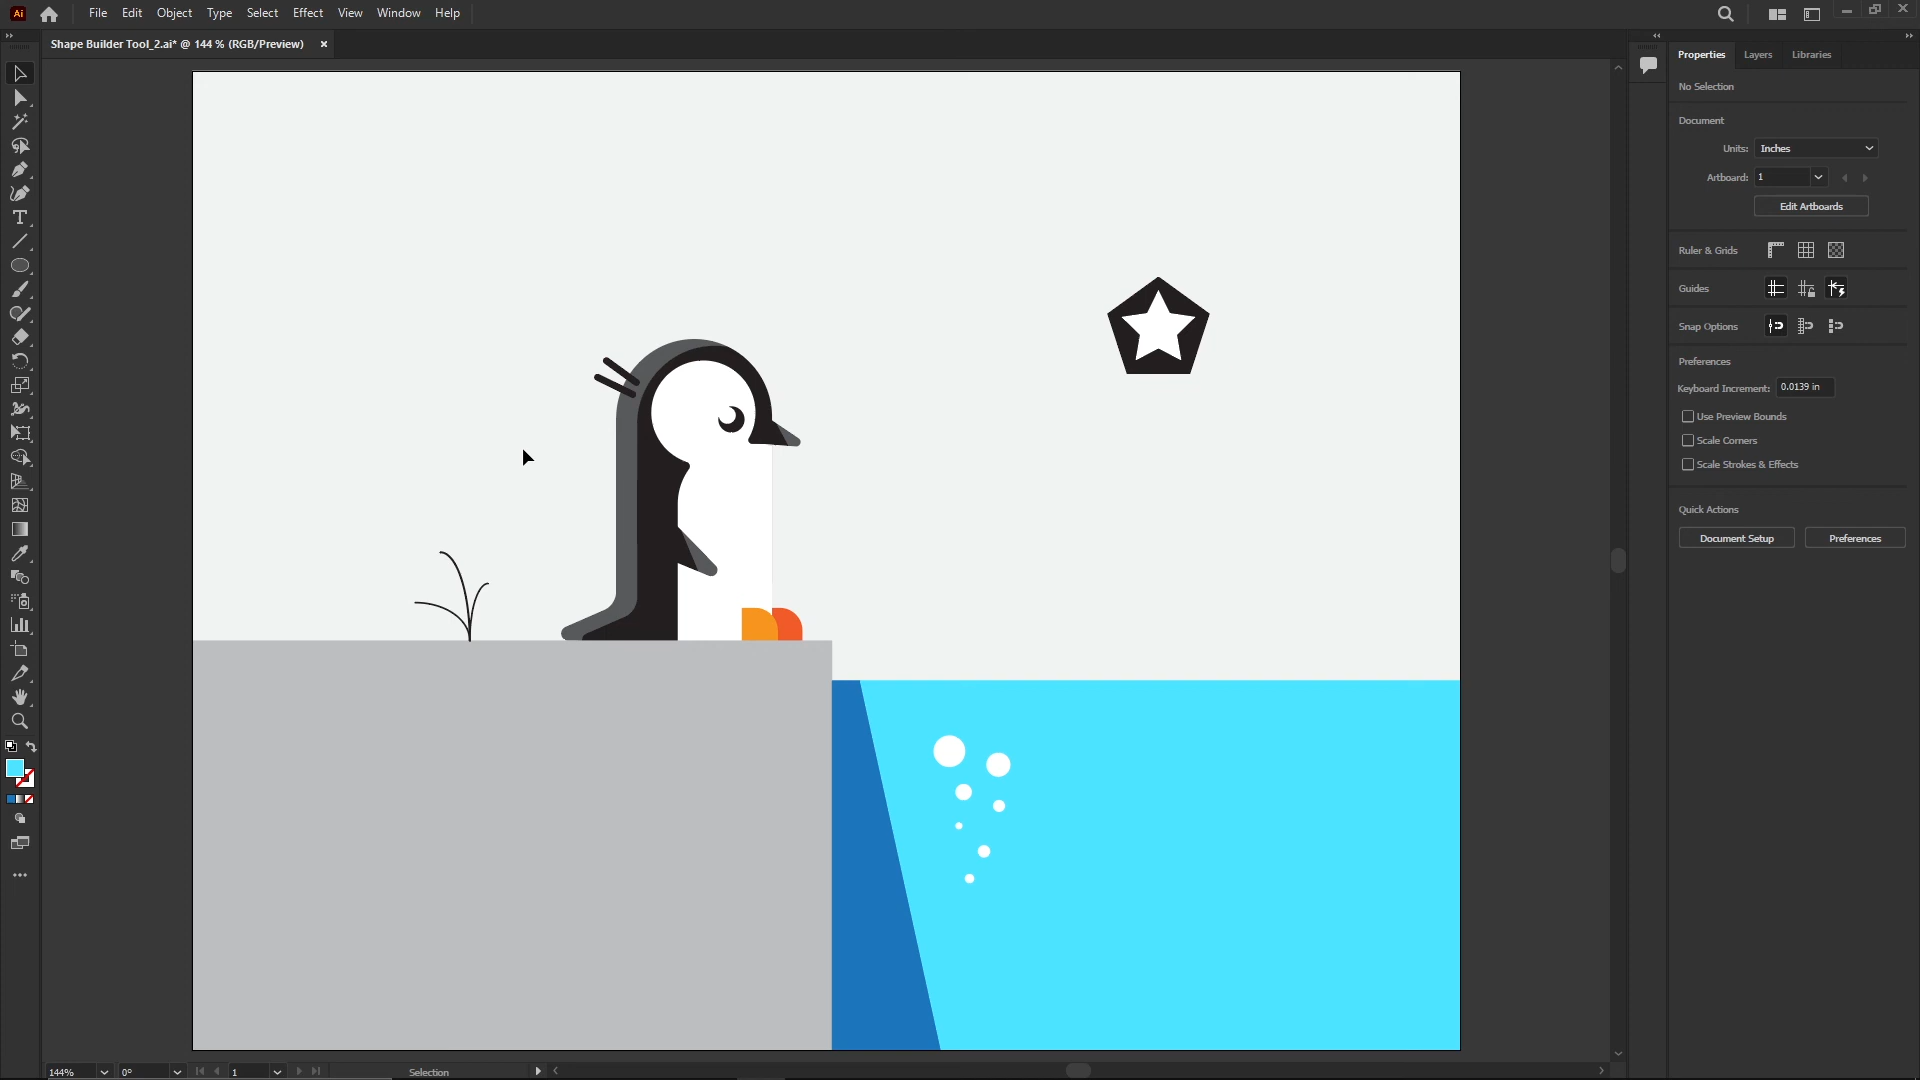 Ai File Edit Object Type Select Effect View Window Help
Shape Builder Tool_2.ai* @ 144 % (RGB/Preview) ×
Properties Layers Libraries
No Selection
Document
Units: Inches
Artboard: 1
Edit Artboards
Ruler & Grids
Guides
Snap Options
Preferences
Keyboard Increment: 0.0139 in
Use Preview Bounds
Scale Corners
Scale Strokes & Effects
Quick Actions
Document Setup Preferences
144% 0° 1 Selection